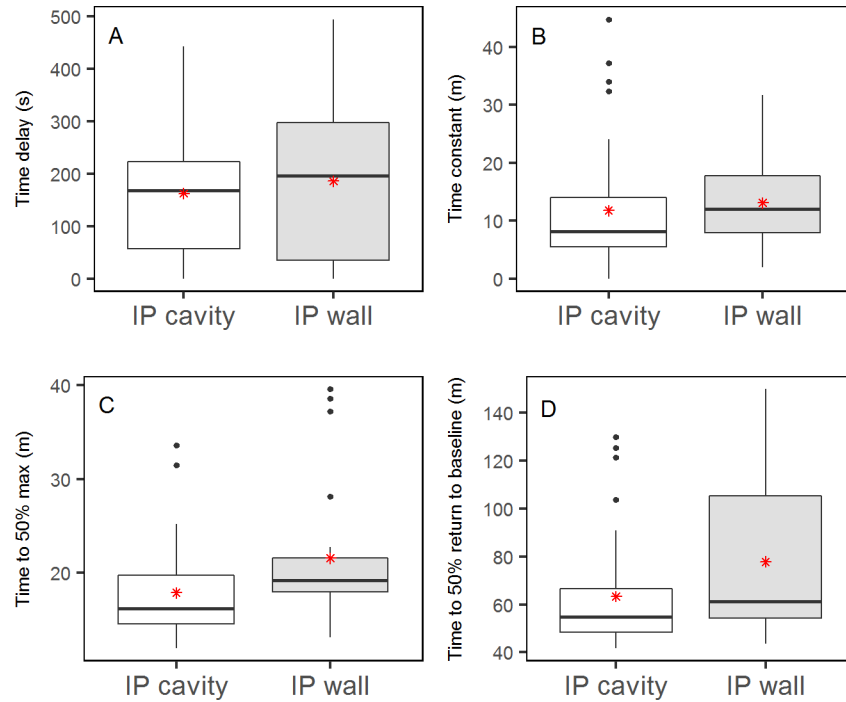 A
Time delay (s)
500
400
300
200
100
0
IP cavity IP wall
B
Time constant (m)
40
30
20
10
0
IP cavity IP wall
C
Time to 50% max (m)
40
30
20
IP cavity IP wall
D
Time to 50% return to baseline (m)
140
120
100
80
60
40
IP cavity IP wall